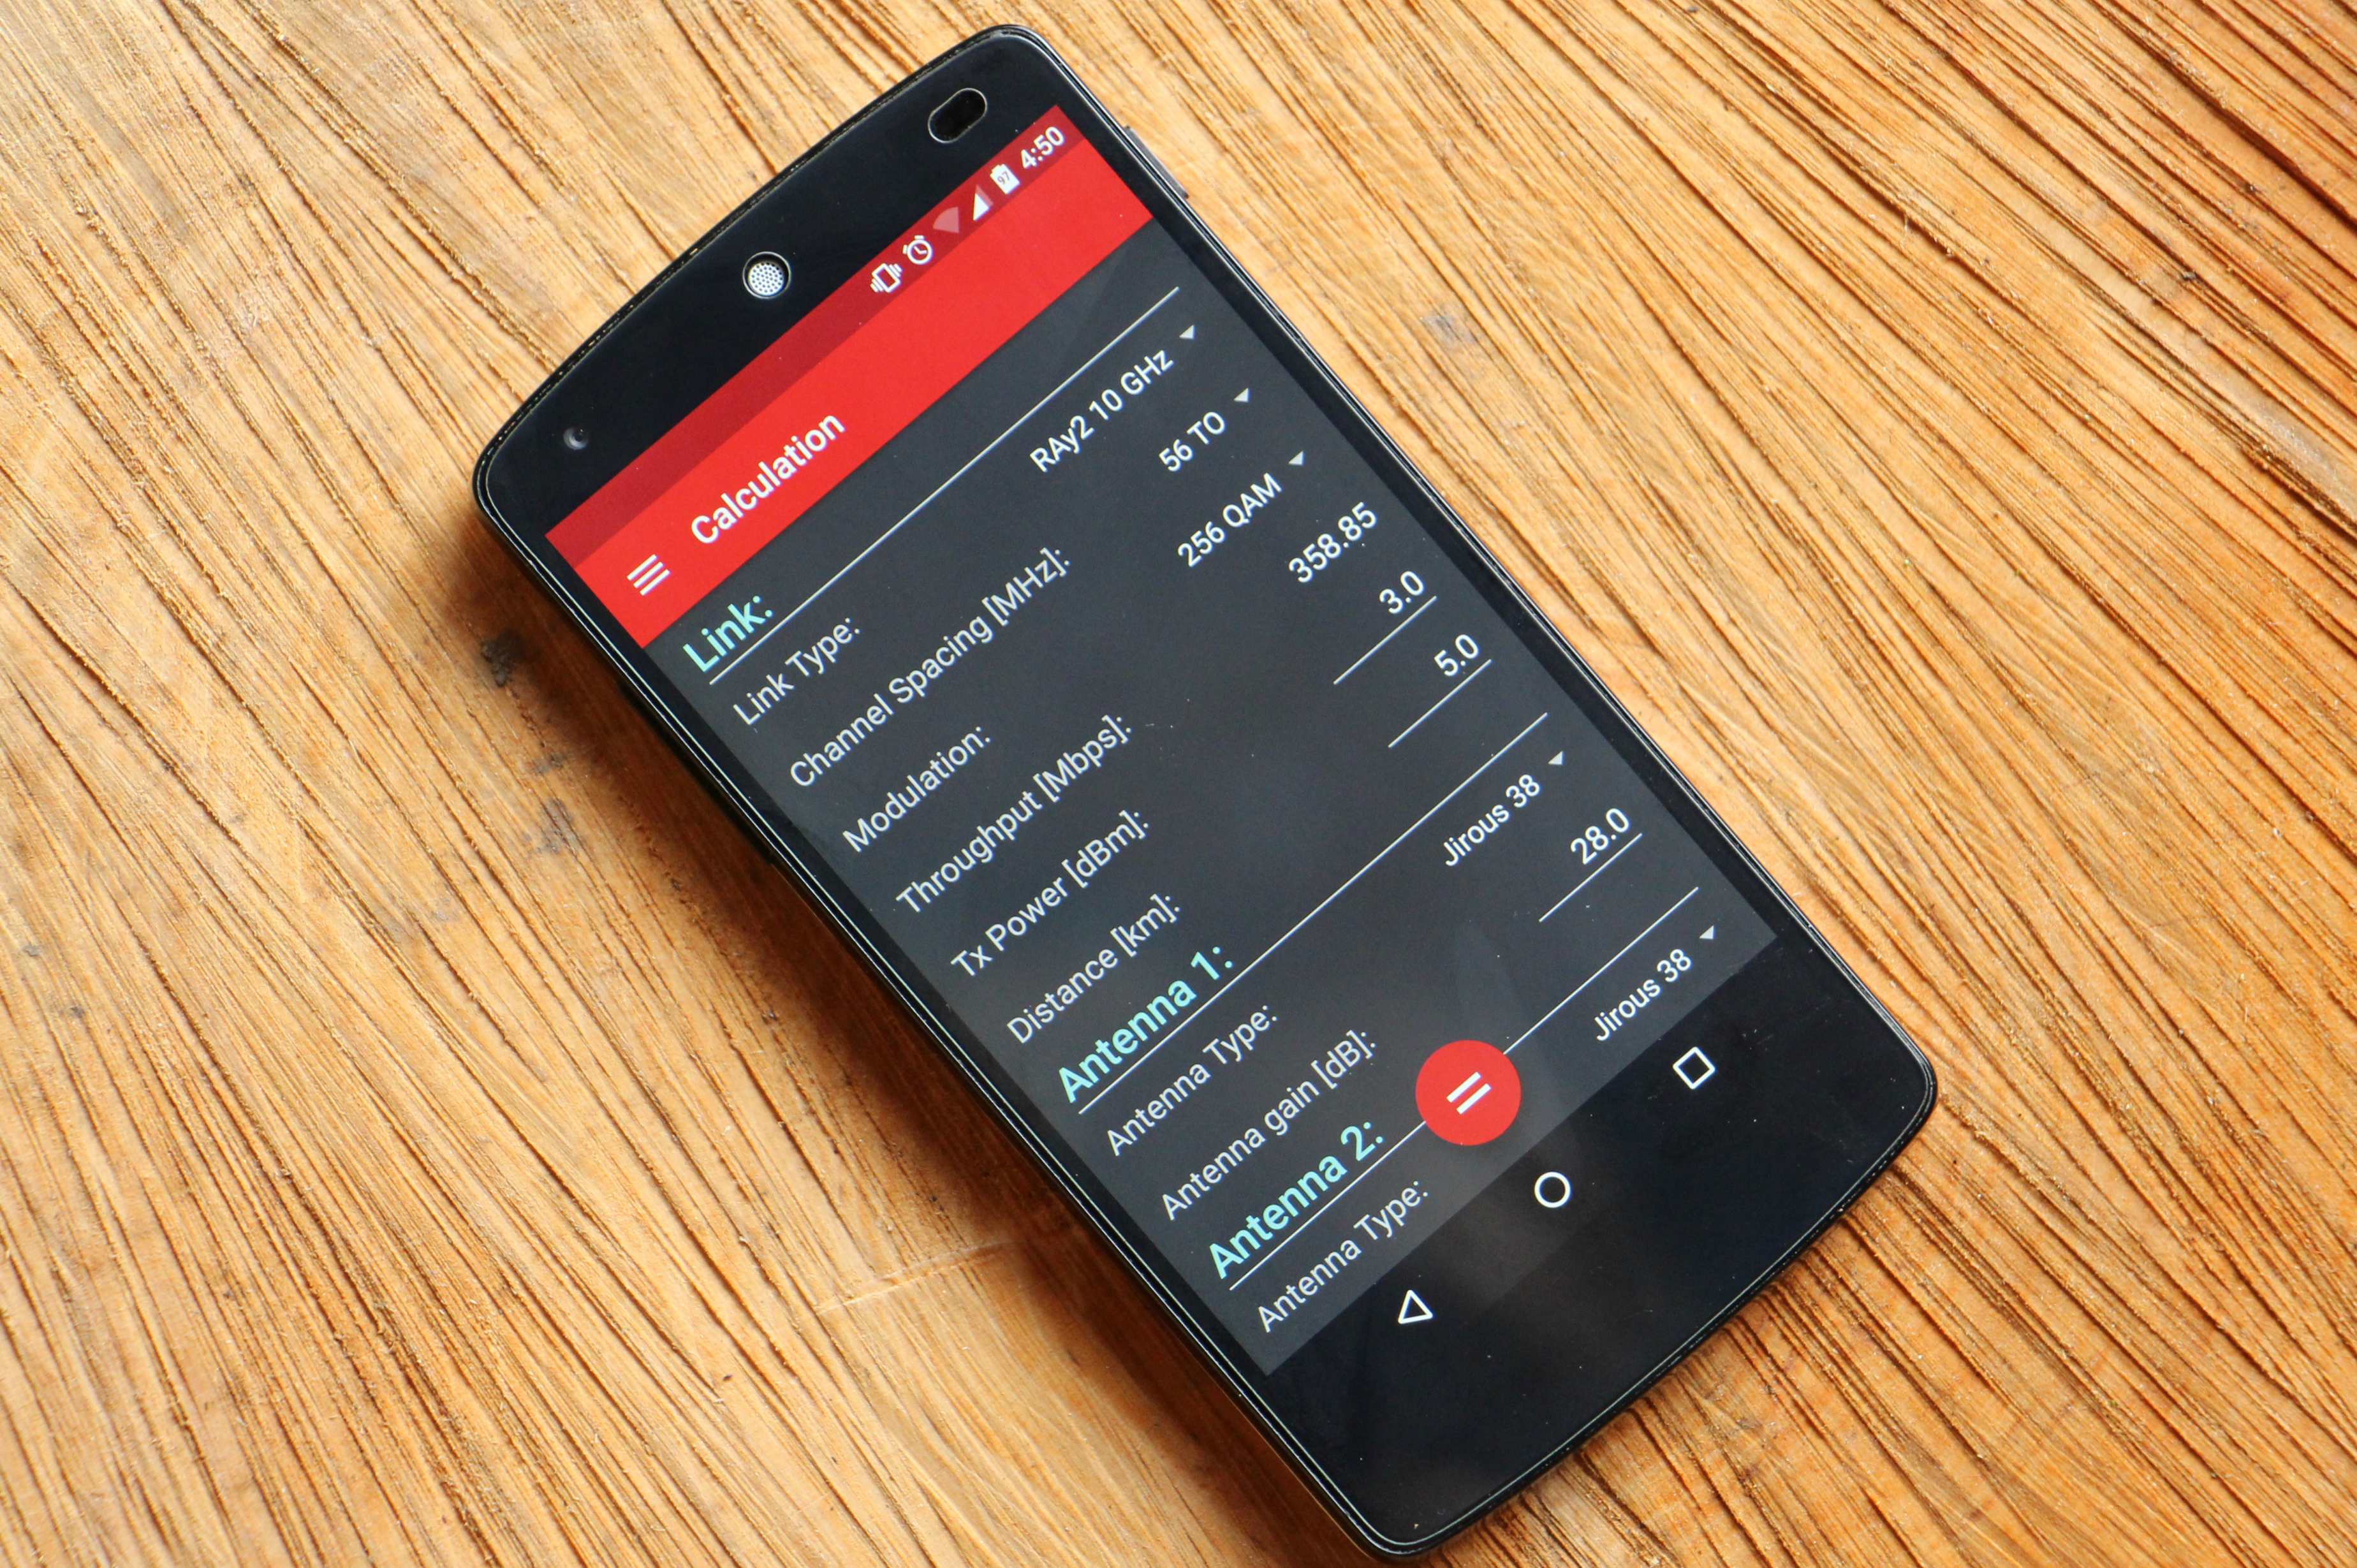 97 4:50
Calculation
Link:
Link Type: RAy2 10 GHz
Channel Spacing [MHz]: 56 TO
Modulation: 256 QAM
Throughput [Mbps]: 358.85
Tx Power [dBm]: 3.0
Distance [km]: 5.0
Antenna 1:
Antenna Type: Jirous 38
Antenna gain [dB]: 28.0
Antenna 2:
Antenna Type: Jirous 38